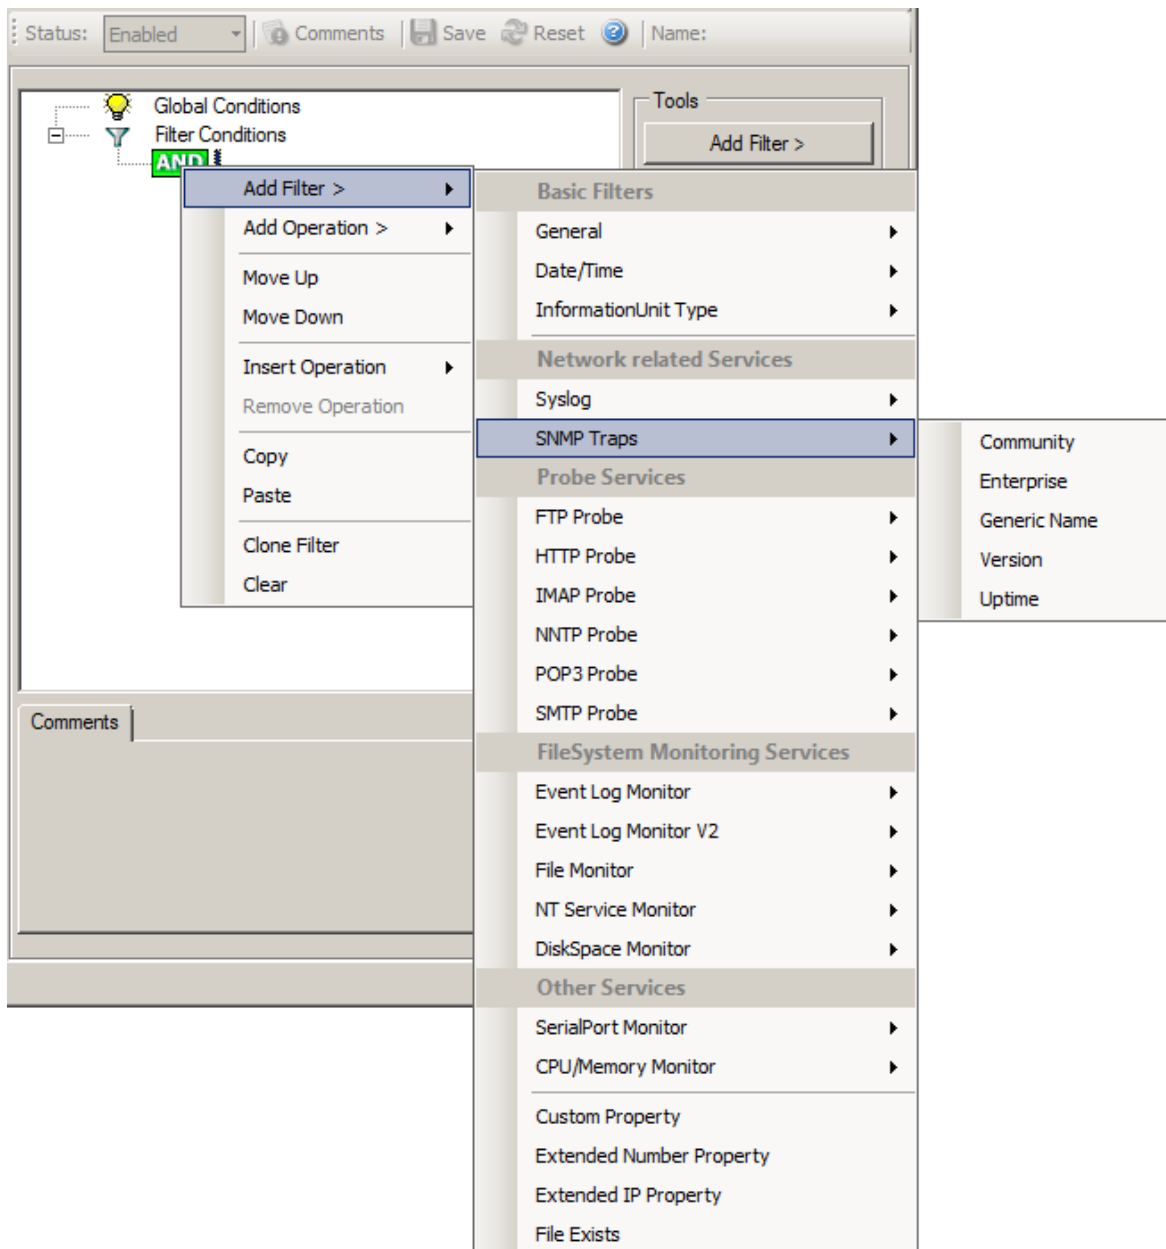 Status: Enabled Comments Save Reset Name:
Global Conditions
Filter Conditions
AND
Tools
Add Filter >
Add Filter >
Add Operation >
Move Up
Move Down
Insert Operation
Remove Operation
Copy
Paste
Clone Filter
Clear
Basic Filters
General
Date/Time
InformationUnit Type
Network related Services
Syslog
SNMP Traps
Probe Services
FTP Probe
HTTP Probe
IMAP Probe
NNTP Probe
POP3 Probe
SMTP Probe
FileSystem Monitoring Services
Event Log Monitor
Event Log Monitor V2
File Monitor
NT Service Monitor
DiskSpace Monitor
Other Services
SerialPort Monitor
CPU/Memory Monitor
Custom Property
Extended Number Property
Extended IP Property
File Exists
Community
Enterprise
Generic Name
Version
Uptime
Comments